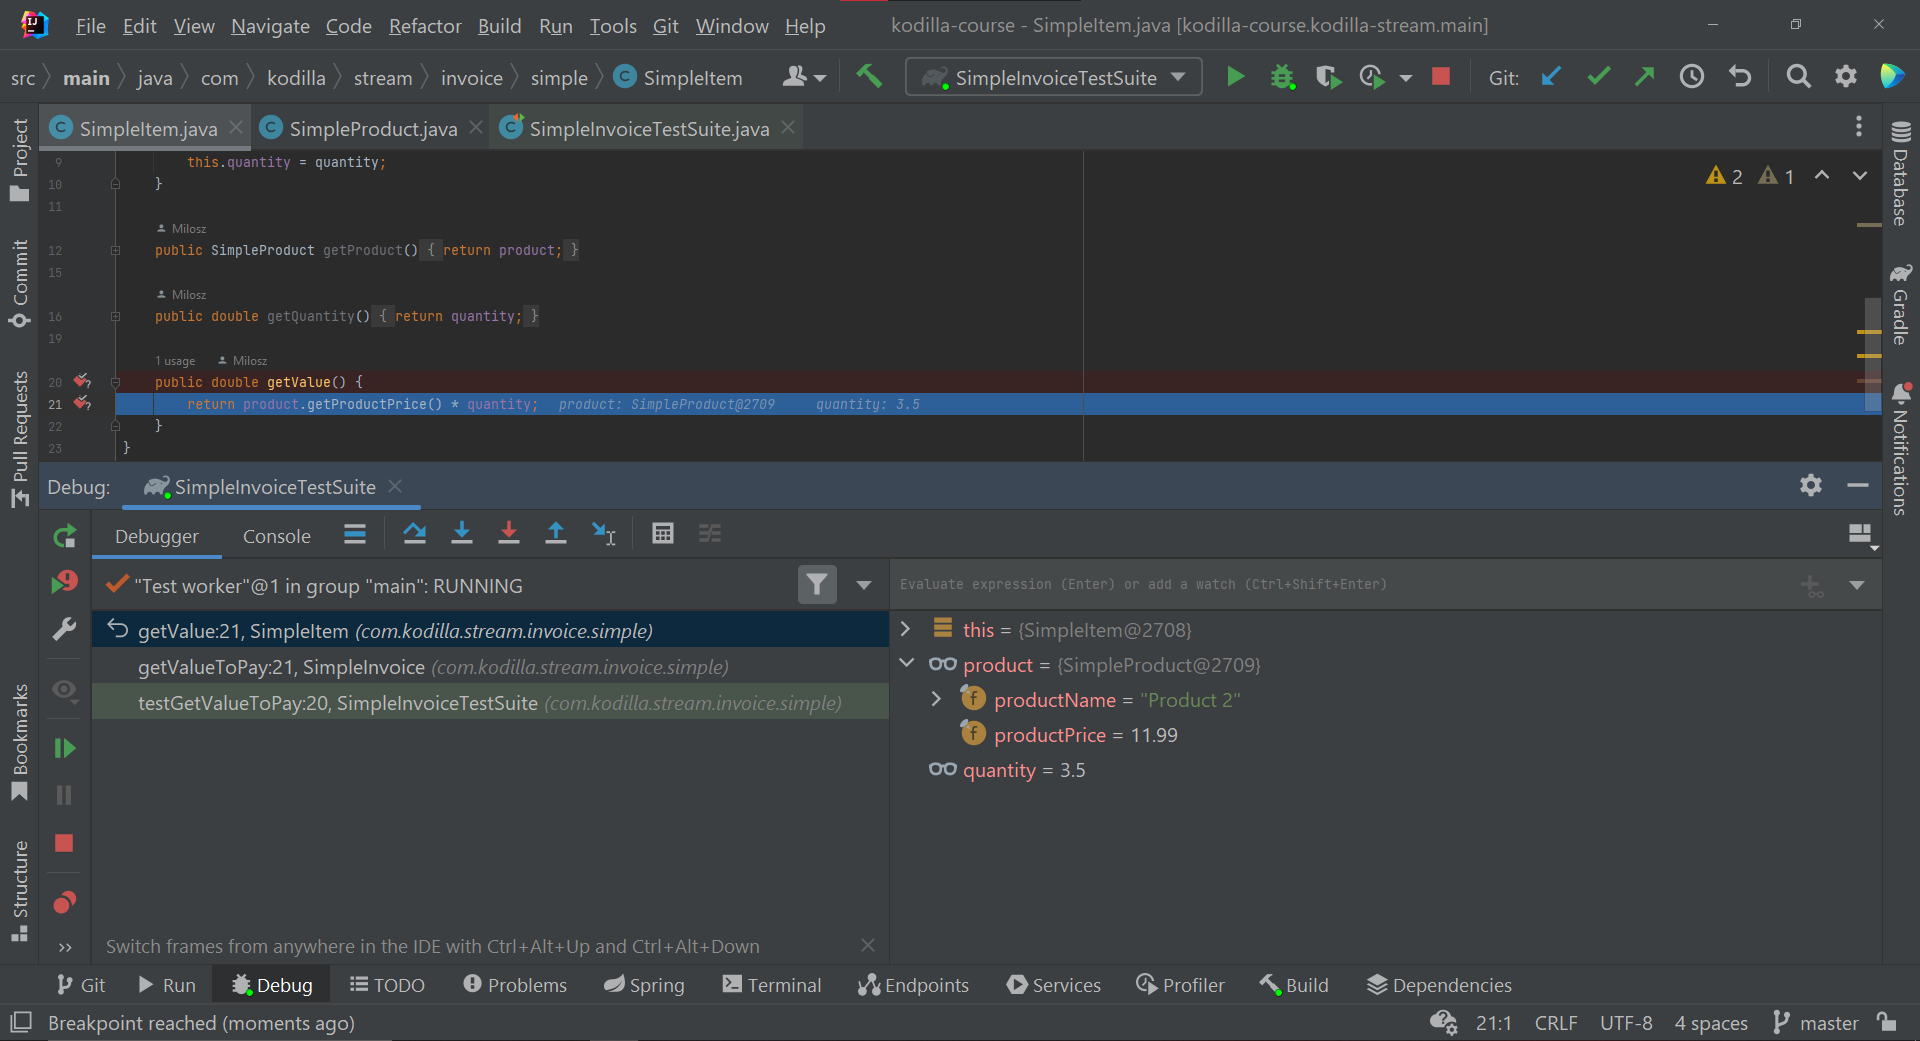 File Edit View Navigate Code Refactor Build Run Tools Git Window Help kodilla-course - SimpleItem.java [kodilla-course.kodilla-stream.main]
src main java com kodilla stream invoice simple C SimpleItem SimpleInvoiceTestSuite Git:
C SimpleItem.java C SimpleProduct.java C SimpleInvoiceTestSuite.java
Project
Commit
Pull Requests
Bookmarks
Structure
Database
Gradle
Notifications
2 1
9 this.quantity = quantity;
10 }
11
Milosz
12 public SimpleProduct getProduct() { return product; }
15
Milosz
16 public double getQuantity() { return quantity; }
19
1 usage Milosz
20 public double getValue() {
21 return product.getProductPrice() * quantity; product: SimpleProduct@2709 quantity: 3.5
22 }
23 }
Debug: SimpleInvoiceTestSuite
Debugger Console
"Test worker"@1 in group "main": RUNNING
Evaluate expression (Enter) or add a watch (Ctrl+Shift+Enter)
getValue:21, SimpleItem (com.kodilla.stream.invoice.simple)
getValueToPay:21, SimpleInvoice (com.kodilla.stream.invoice.simple)
testGetValueToPay:20, SimpleInvoiceTestSuite (com.kodilla.stream.invoice.simple)
this = {SimpleItem@2708}
product = {SimpleProduct@2709}
f productName = "Product 2"
f productPrice = 11.99
quantity = 3.5
Switch frames from anywhere in the IDE with Ctrl+Alt+Up and Ctrl+Alt+Down
Git Run Debug TODO Problems Spring Terminal Endpoints Services Profiler Build Dependencies
Breakpoint reached (moments ago) 21:1 CRLF UTF-8 4 spaces master